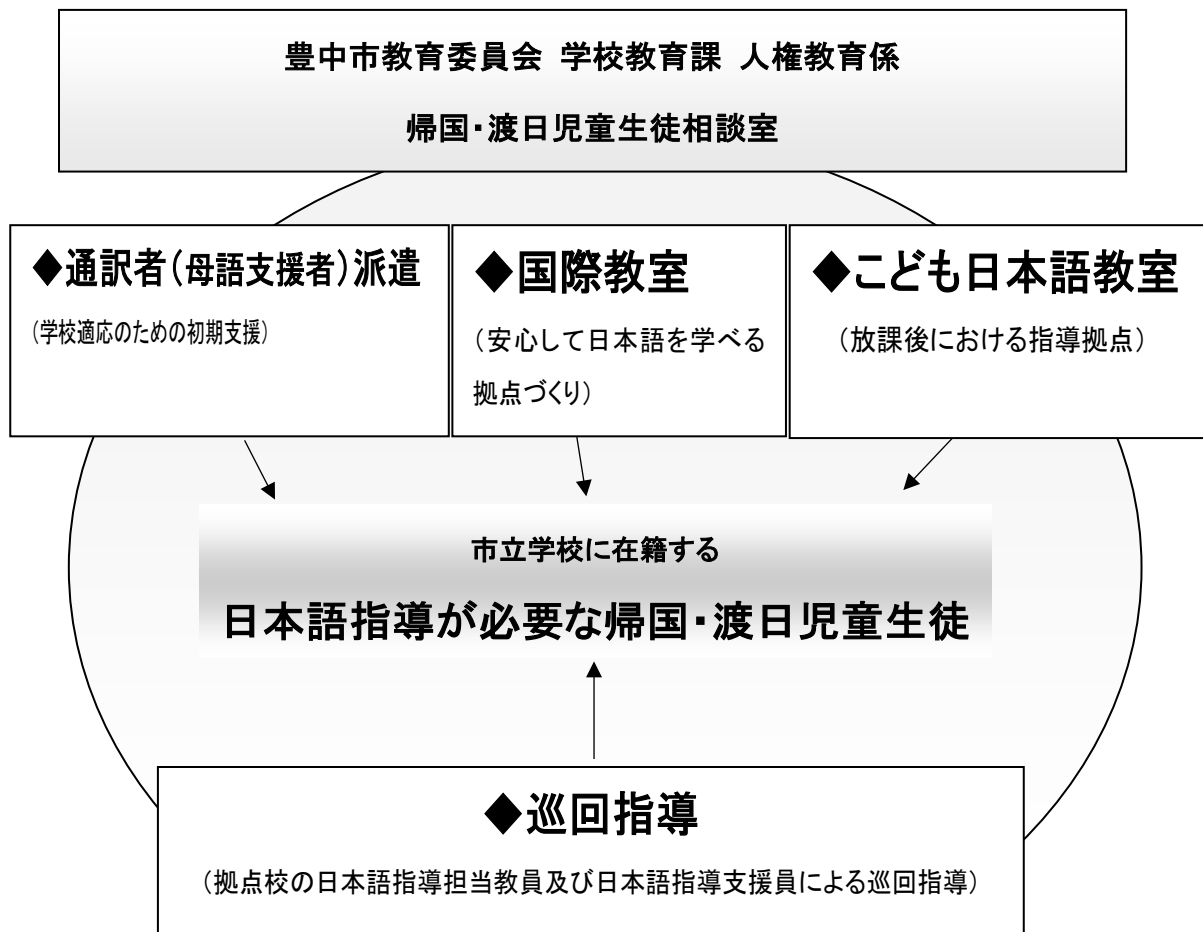 豊中市教育委員会 学校教育課 人権教育係
帰国・渡日児童生徒相談室
◆通訳者(母語支援者)派遣
(学校適応のための初期支援)
◆国際教室
(安心して日本語を学べる
拠点づくり)
◆こども日本語教室
(放課後における指導拠点)
市立学校に在籍する
日本語指導が必要な帰国・渡日児童生徒
◆巡回指導
(拠点校の日本語指導担当教員及び日本語指導支援員による巡回指導)